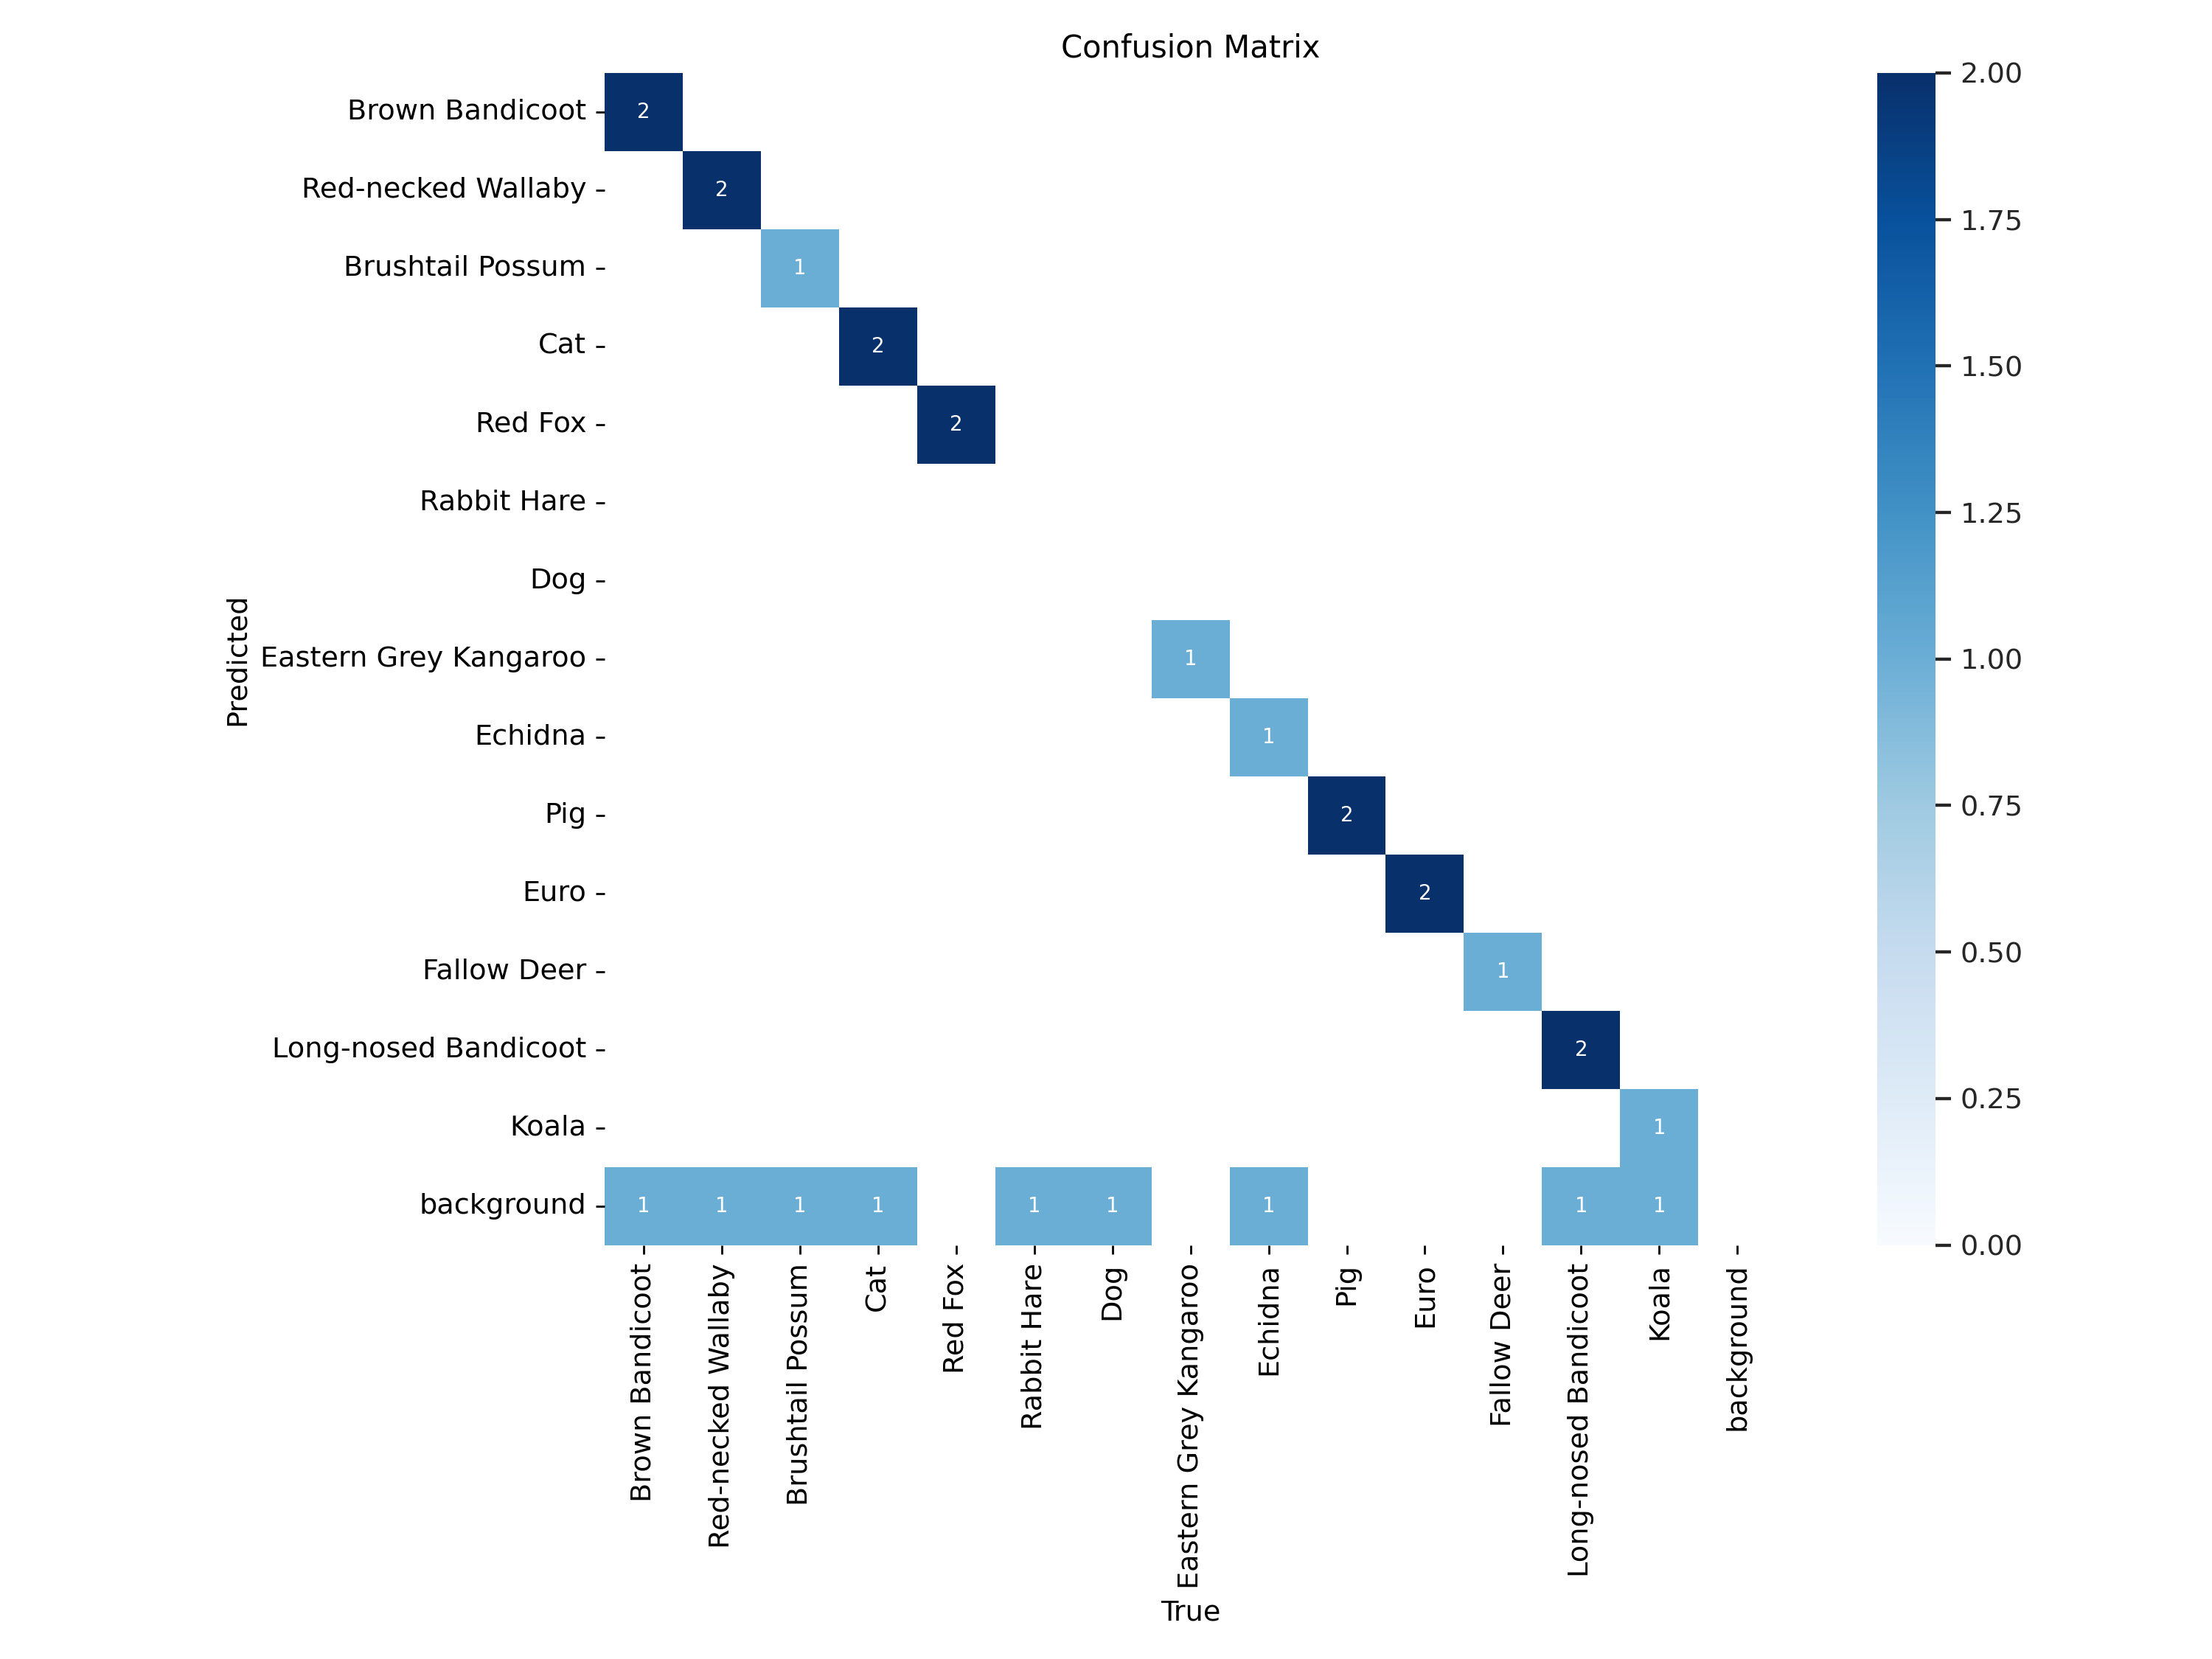 Confusion Matrix
Predicted
Brown Bandicoot
2
Red-necked Wallaby
2
Brushtail Possum
1
Cat
2
Red Fox
2
Rabbit Hare
Dog
Eastern Grey Kangaroo
1
Echidna
1
Pig
2
Euro
2
Fallow Deer
1
Long-nosed Bandicoot
2
Koala
1
background
1 1 1 1 1 1 1 1 1
Brown Bandicoot
Red-necked Wallaby
Brushtail Possum
Cat
Red Fox
Rabbit Hare
Dog
Eastern Grey Kangaroo
Echidna
Pig
Euro
Fallow Deer
Long-nosed Bandicoot
Koala
background
True
2.00
1.75
1.50
1.25
1.00
0.75
0.50
0.25
0.00